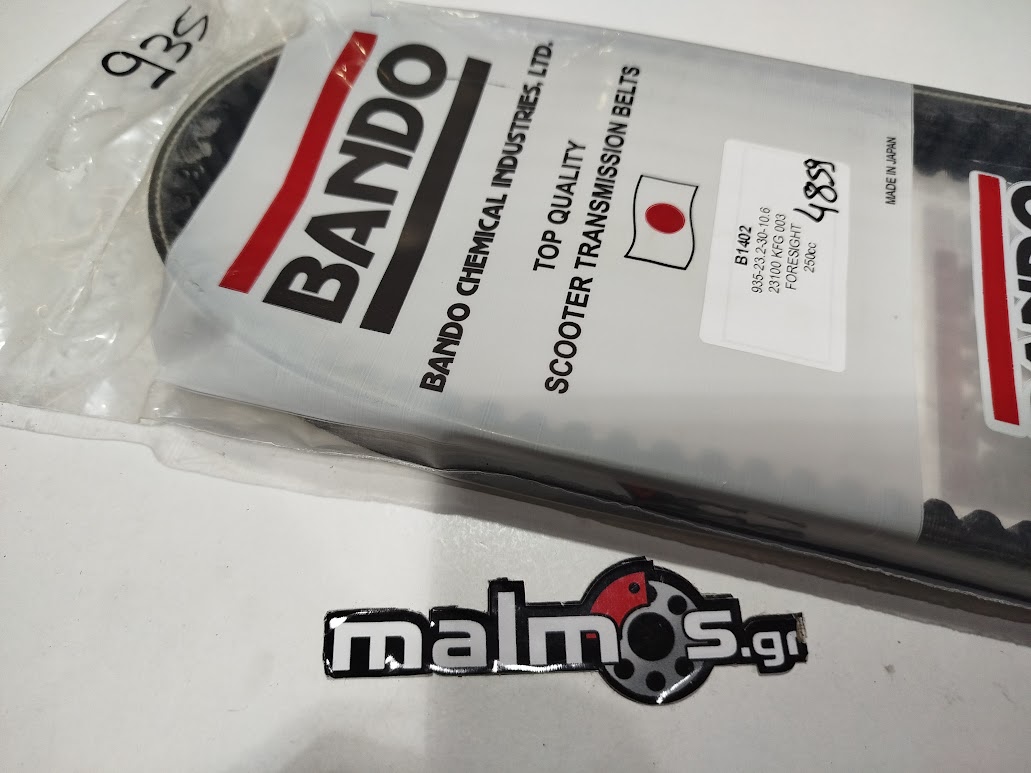 935
BANDO
BANDO CHEMICAL INDUSTRIES, LTD.
TOP QUALITY
SCOOTER TRANSMISSION BELTS
B1402
935-23.2-30-10.6
23100 KFG 003
FORESIGHT
250cc
4859
MADE IN JAPAN
malmos.gr